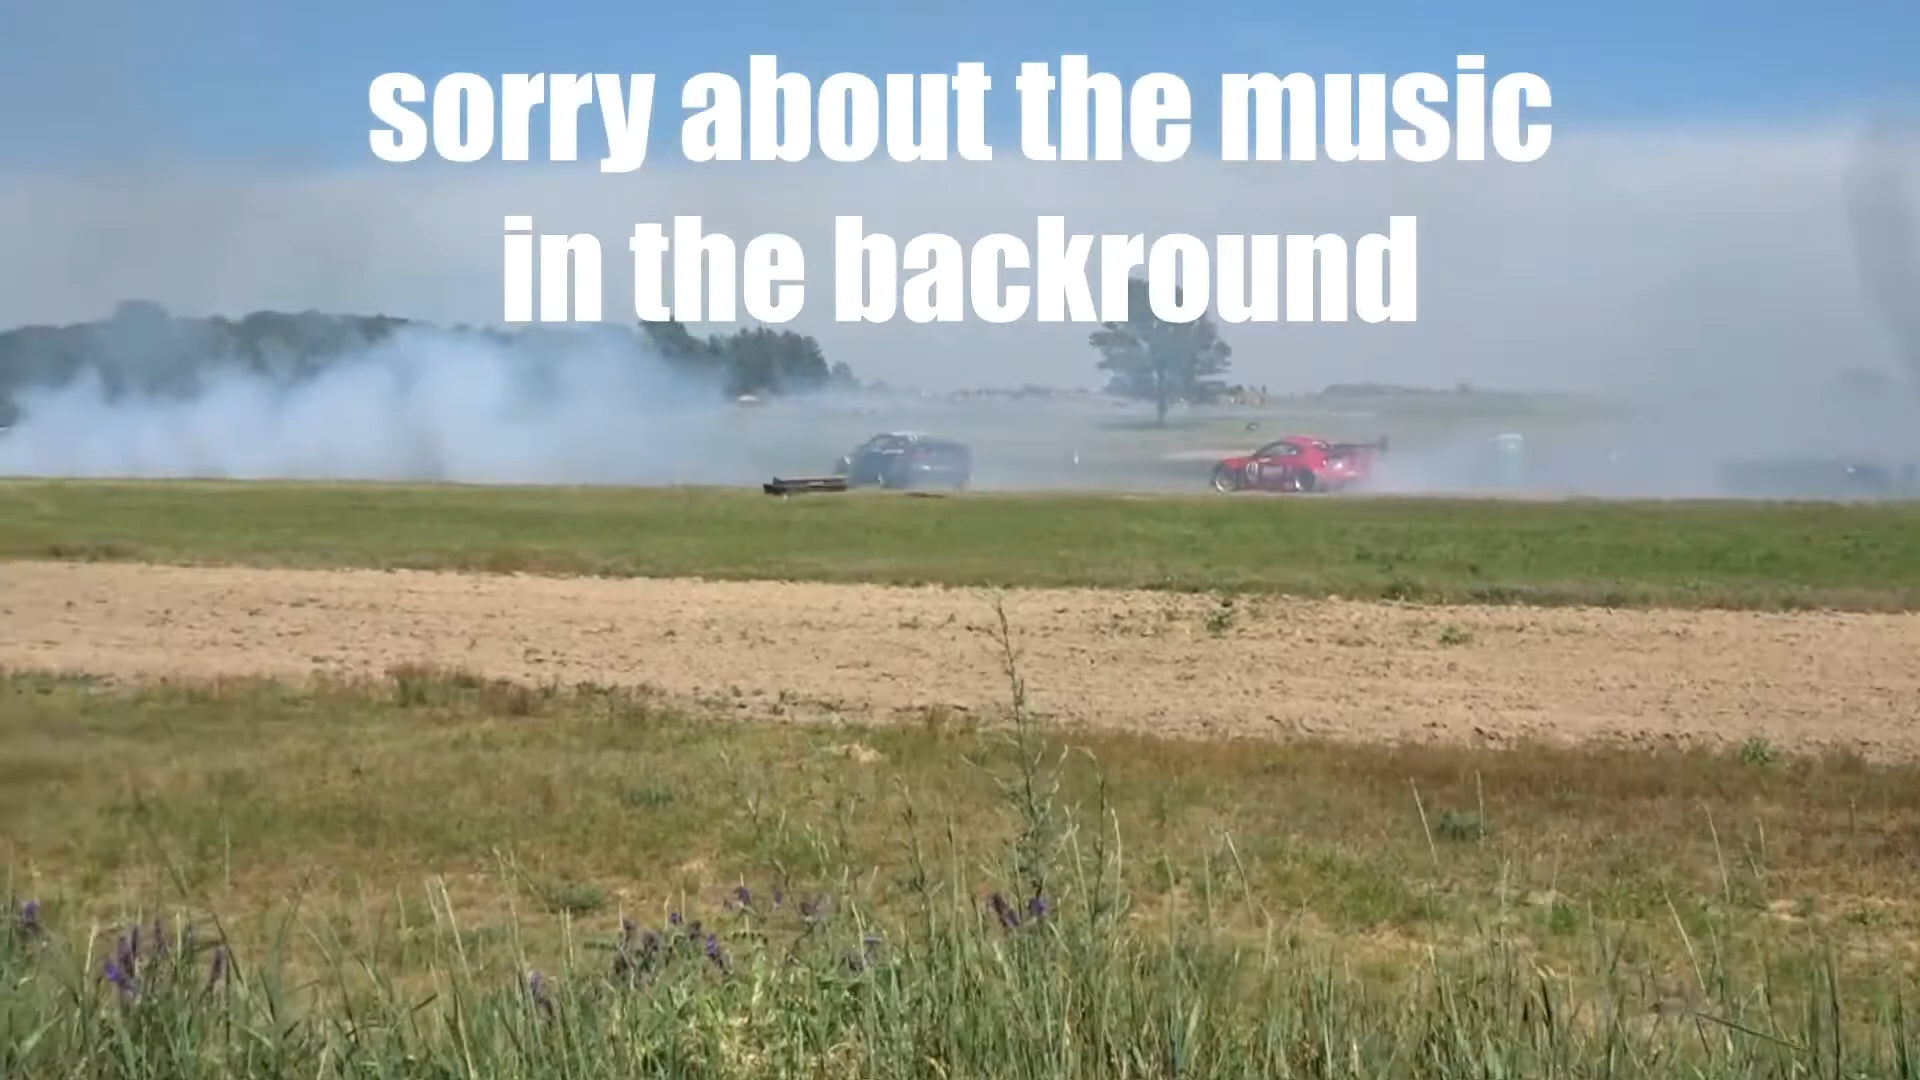 sorry about the music
in the backround